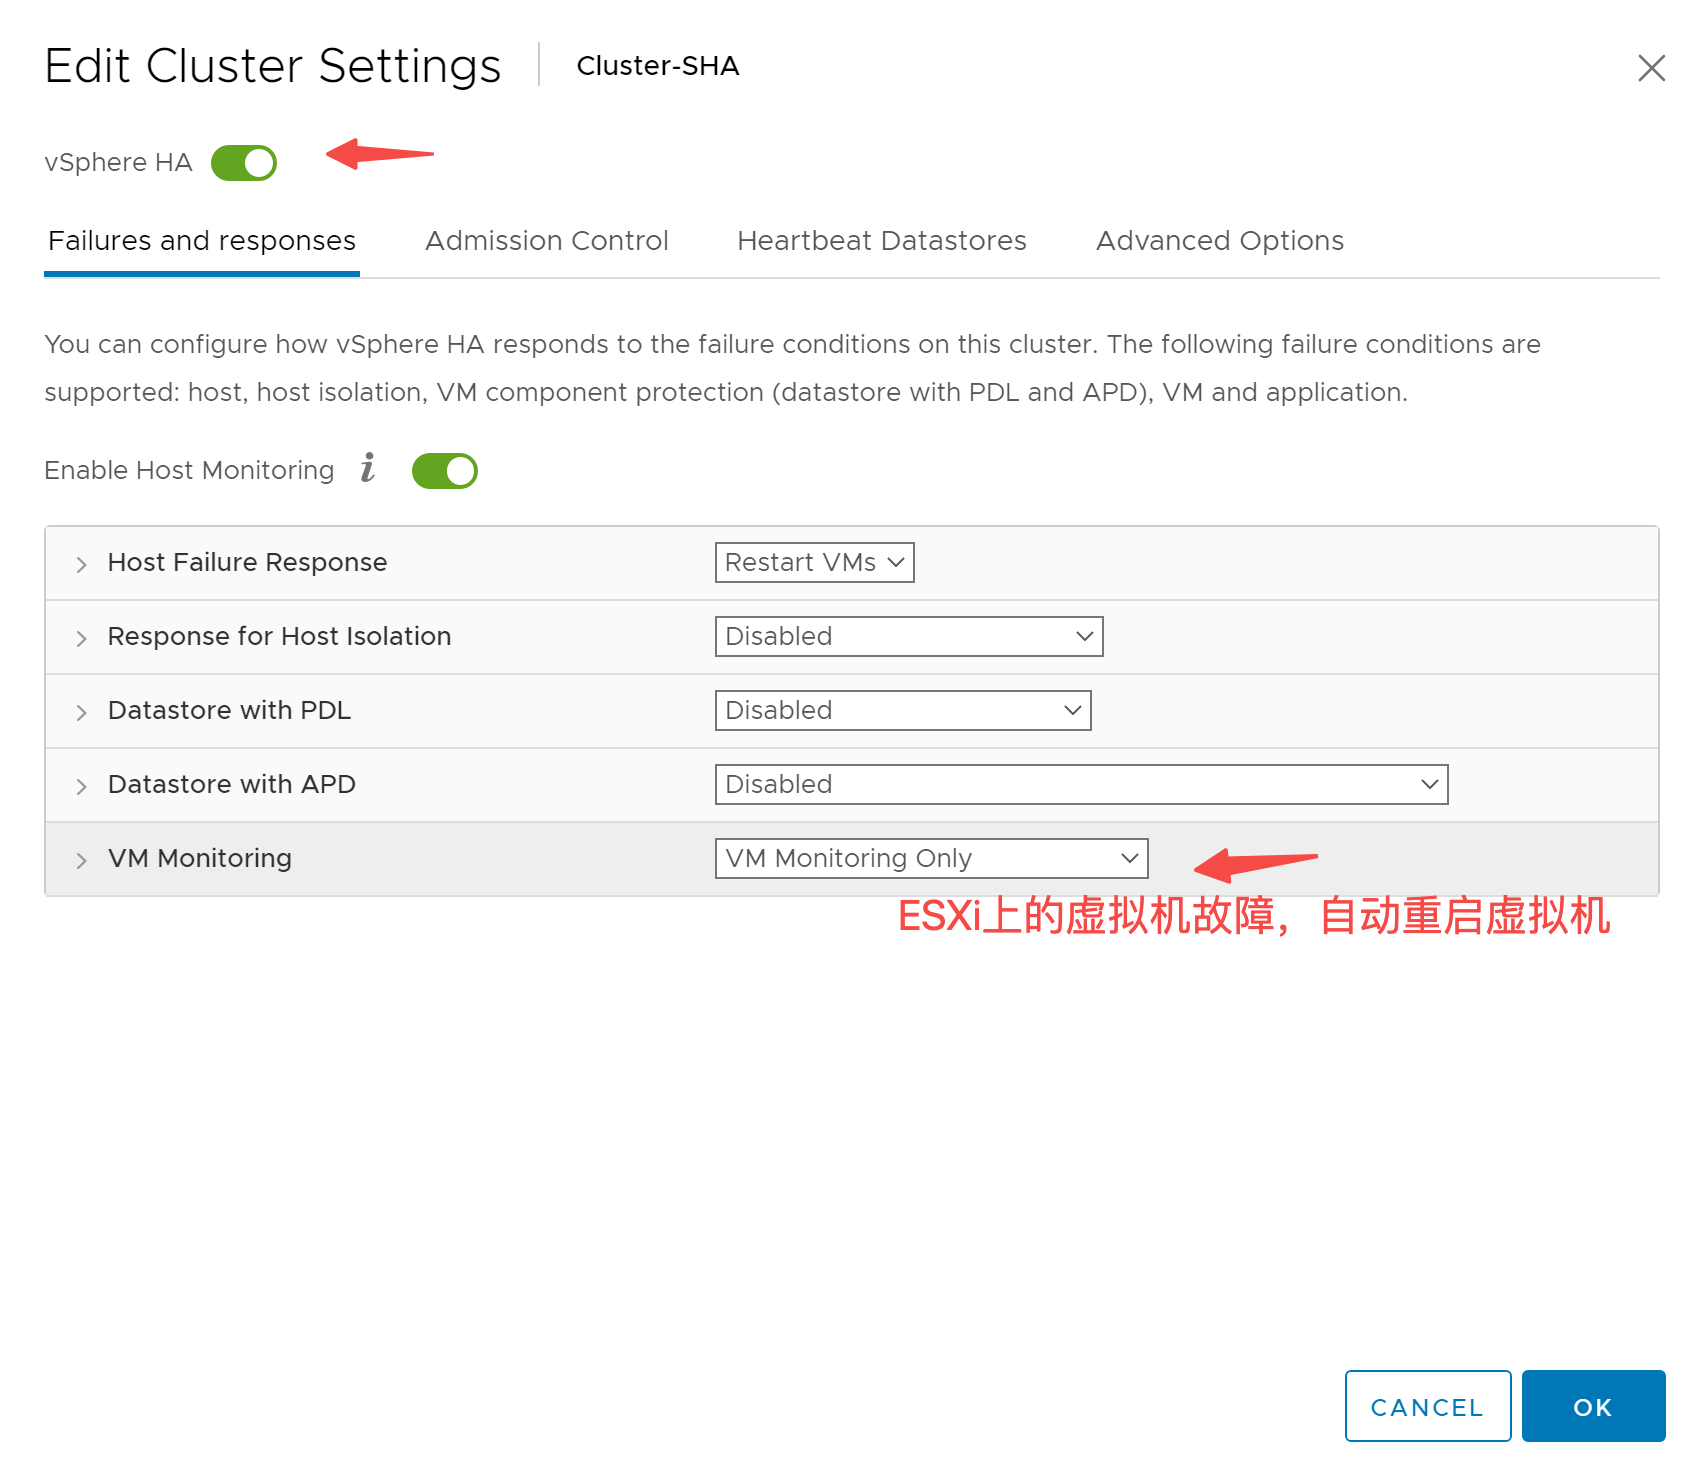 Edit Cluster Settings
Cluster-SHA
vSphere HA
Failures and responses
Admission Control
Heartbeat Datastores
Advanced Options
You can configure how vSphere HA responds to the failure conditions on this cluster. The following failure conditions are
supported: host, host isolation, VM component protection (datastore with PDL and APD), VM and application.
Enable Host Monitoring
Host Failure Response
Restart VMs
Response for Host Isolation
Disabled
Datastore with PDL
Disabled
Datastore with APD
Disabled
VM Monitoring
VM Monitoring Only
ESXi上的虚拟机故障，自动重启虚拟机
CANCEL
OK